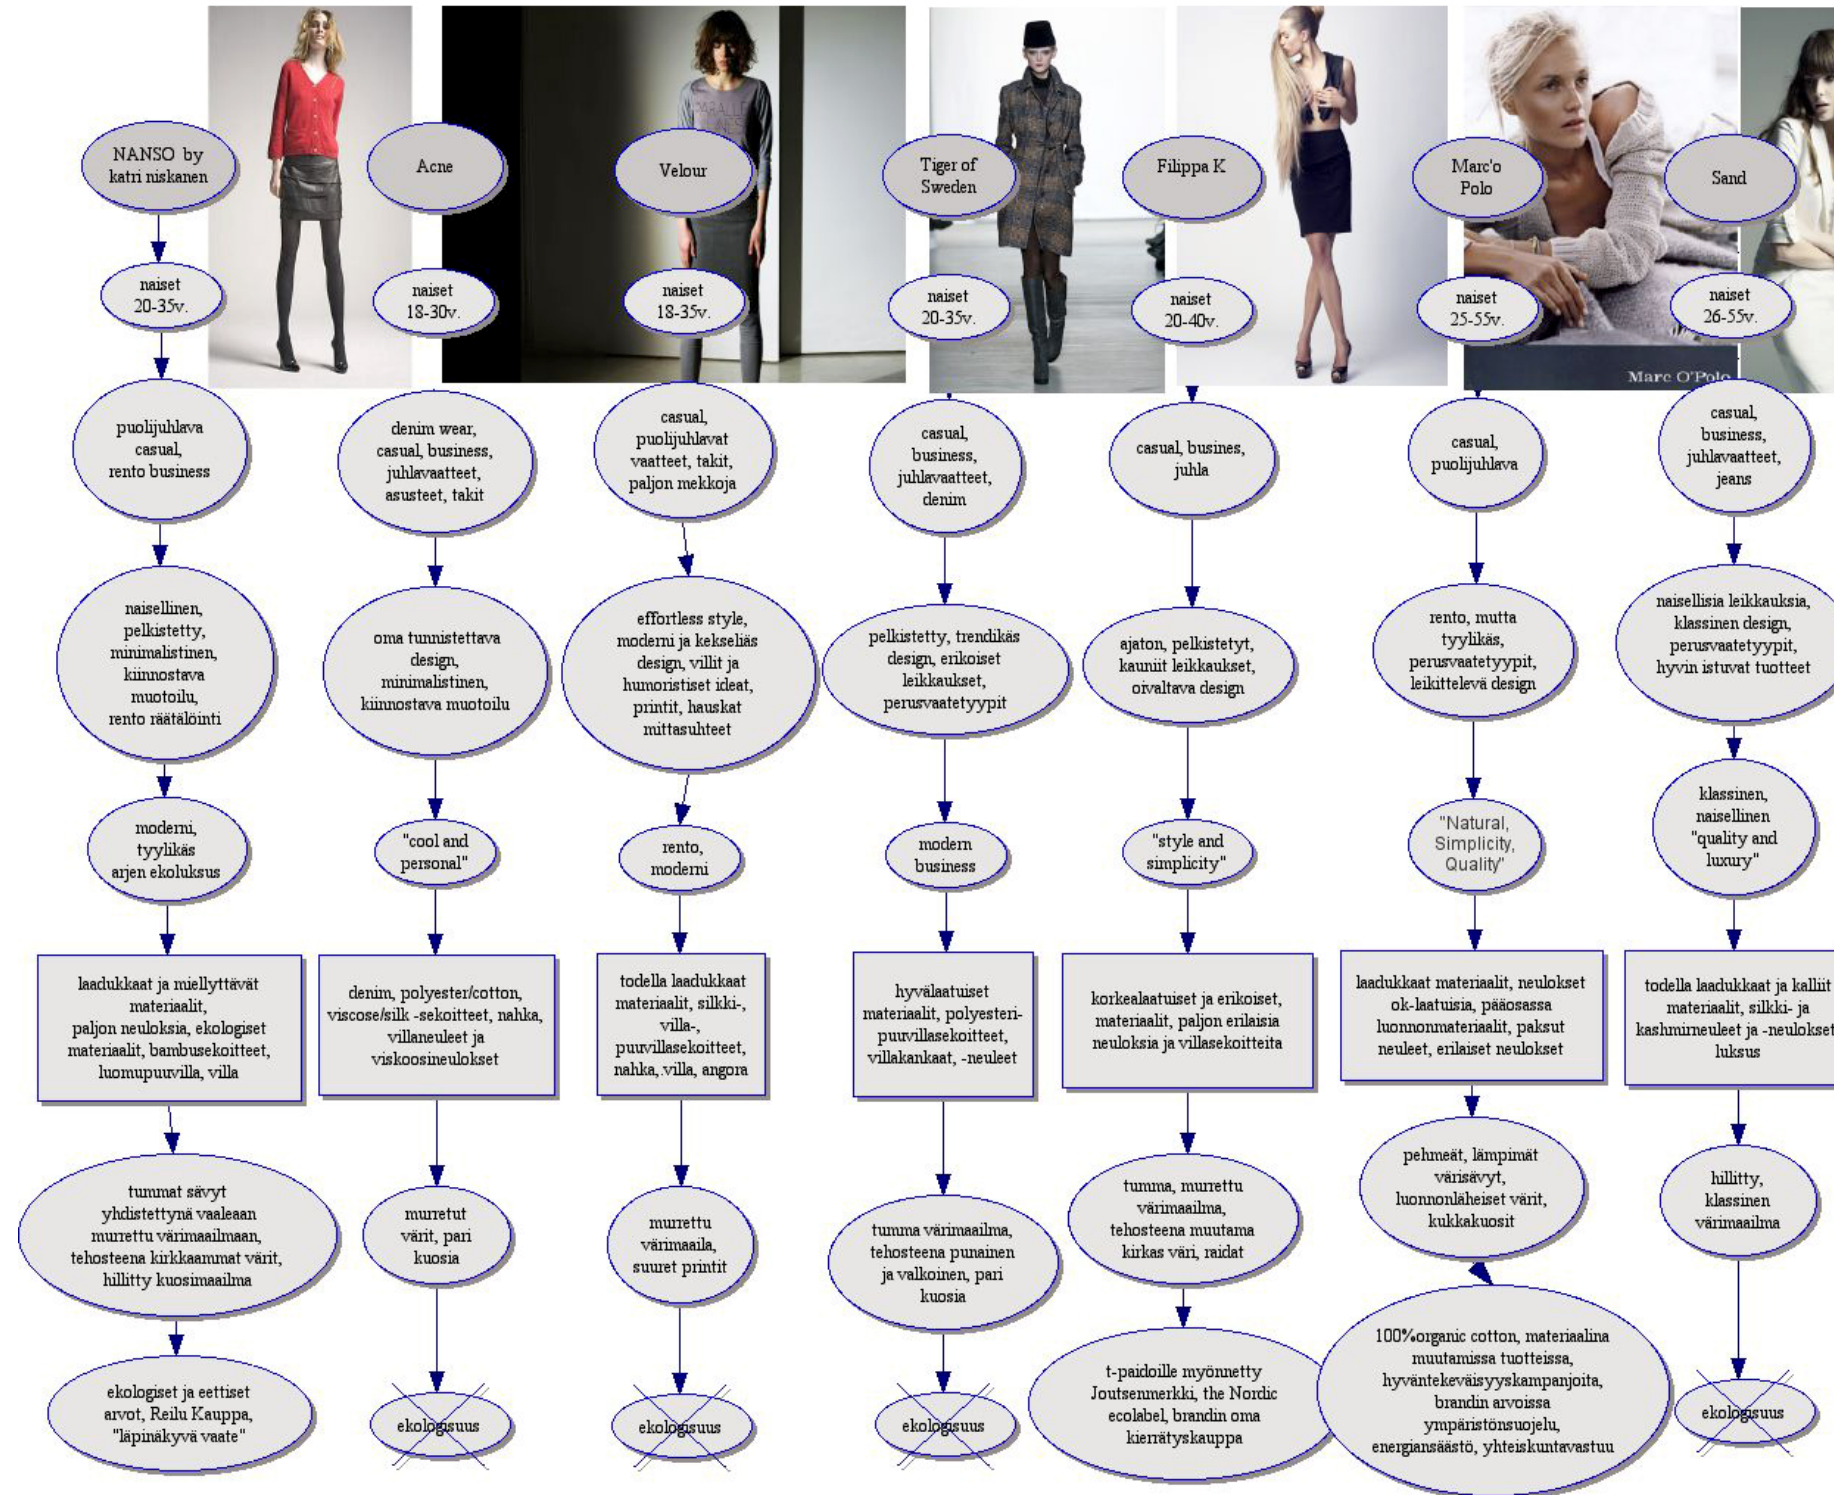 NANSO by
katri niskanen
naiset
20-35v.
puolijuhlava
casual,
rento business
naisellinen,
pelkistetty,
minimalistinen,
kiinnostava
muotoilu,
rento räätälöinti
moderni,
tyylikäs
arjen ekoluksus
laadukkaat ja miellyttävät
materiaalit,
paljon neuloksia, ekologiset
materiaalit, bambusekoitteet,
luomupuuvilla, villa
tummat sävyt
yhdistettynä vaaleaan
murrettu värimaailmaan,
tehosteena kirkkaammat värit,
hillitty kuosimaailma
ekologiset ja eettiset
arvot, Reilu Kauppa,
"läpinäkyvä vaate"
Acne
naiset
18-30v.
denim wear,
casual, business,
juhlavaatteet,
asusteet, takit
oma tunnistettava
design,
minimalistinen,
kiinnostava muotoilu
"cool and
personal"
denim, polyester/cotton,
viscose/silk -sekoitteet, nahka,
villaneuleet ja
viskoosineulokset
murretut
värit, pari
kuosia
ekologisuus
Velour
naiset
18-35v.
casual,
puolijuhlavat
vaatteet, takit,
paljon mekkoja
effortless style,
moderni ja kekseliäs
design, villit ja
humoristiset ideat,
printit, hauskat
mittasuhteet
rento,
moderni
todella laadukkaat
materiaalit, silkki-,
villa-,
puuvillasekoitteet,
nahka, villa, angora
murrettu
värimaaila,
suuret printit
ekologisuus
Tiger of
Sweden
naiset
20-35v.
casual,
business,
juhlavaatteet,
denim
pelkistetty, trendikäs
design, erikoiset
leikkaukset,
perusvaatetyypit
modern
business
hyvälaatuiset
materiaalit, polyesteri-
puuvillasekoitteet,
villakankaat, -neuleet
tumma värimaailma,
tehosteena punainen
ja valkoinen, pari
kuosia
ekologisuus
Filippa K
naiset
20-40v.
casual, busines,
juhla
ajaton, pelkistetyt,
kauniit leikkaukset,
oivaltava design
"style and
simplicity"
korkealaatuiset ja erikoiset,
materiaalit, paljon erilaisia
neuloksia ja villasekoitteita
tumma, murrettu
värimaailma,
tehosteena muutama
kirkas väri, raidat
t-paidoille myönnetty
Joutsenmerkki, the Nordic
ecolabel, brandin oma
kierrätyskauppa
Marc'o
Polo
naiset
25-55v.
Marc O'Polo
casual,
puolijuhlava
rento, mutta
tyylikäs,
perusvaatetyypit,
leikittelevä design
"Natural,
Simplicity,
Quality"
laadukkaat materiaalit, neulokset
ok-laatuisia, pääosassa
luonnonmateriaalit, paksut
neuleet, erilaiset neulokset
pehmeät, lämpimät
värisävyt,
luonnonläheiset värit,
kukkakuosit
100%organic cotton, materiaalina
muutamissa tuotteissa,
hyväntekeväisyyskampanjoita,
brandin arvoissa
ympäristönsuojelu,
energiansäästö, yhteiskuntavastuu
Sand
naiset
26-55v.
casual,
business,
juhlavaatteet,
jeans
naisellisia leikkauksia,
klassinen design,
perusvaatetyypit,
hyvin istuvat tuotteet
klassinen,
naisellinen
"quality and
luxury"
todella laadukkaat ja kalliit
materiaalit, silkki- ja
kashmirneuleet ja -neulokset
luksus
hillitty,
klassinen
värimaailma
ekologisuus